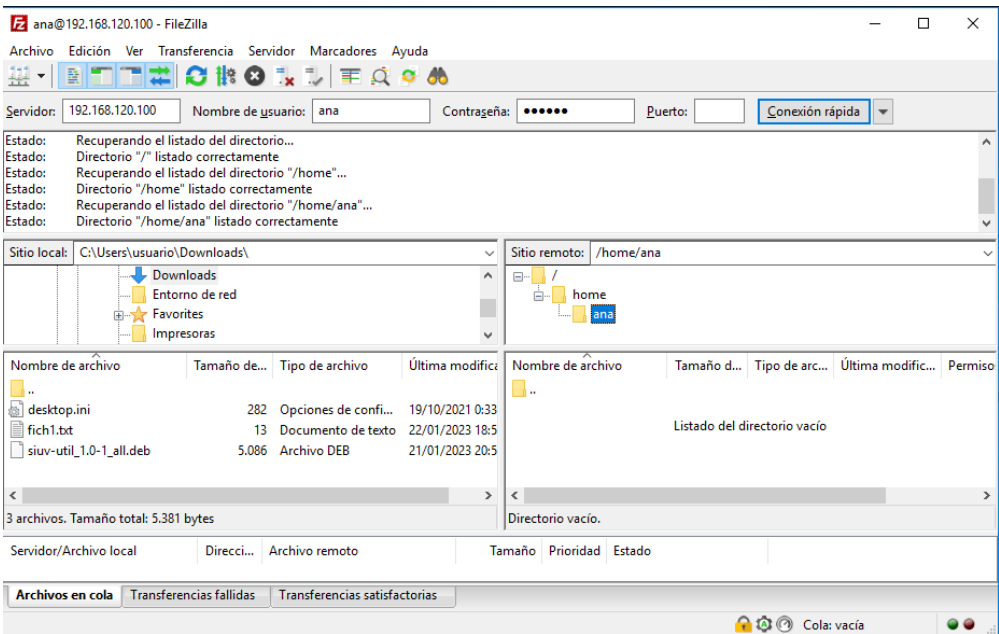 ana@192.168.120.100 - FileZilla
Archivo Edición Ver Transferencia Servidor Marcadores Ayuda
Servidor: 192.168.120.100 Nombre de usuario: ana Contraseña: ●●●●●● Puerto: Conexión rápida
Estado: Recuperando el listado del directorio...
Estado: Directorio "/" listado correctamente
Estado: Recuperando el listado del directorio "/home"...
Estado: Directorio "/home" listado correctamente
Estado: Recuperando el listado del directorio "/home/ana"...
Estado: Directorio "/home/ana" listado correctamente
Sitio local: C:\Users\usuario\Downloads\
Downloads
Entorno de red
Favorites
Impresoras
Sitio remoto: /home/ana
/
home
ana
Nombre de archivo Tamaño de... Tipo de archivo Última modifica
..
desktop.ini 282 Opciones de confi... 19/10/2021 0:33
fich1.txt 13 Documento de texto 22/01/2023 18:5
siuv-util_1.0-1_all.deb 5.086 Archivo DEB 21/01/2023 20:5
3 archivos. Tamaño total: 5.381 bytes
Nombre de archivo Tamaño d... Tipo de arc... Última modific... Permiso
..
Listado del directorio vacío
Directorio vacío.
Servidor/Archivo local Direcci... Archivo remoto Tamaño Prioridad Estado
Archivos en cola Transferencias fallidas Transferencias satisfactorias
Cola: vacía